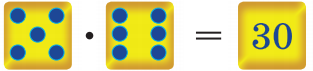 · = 30